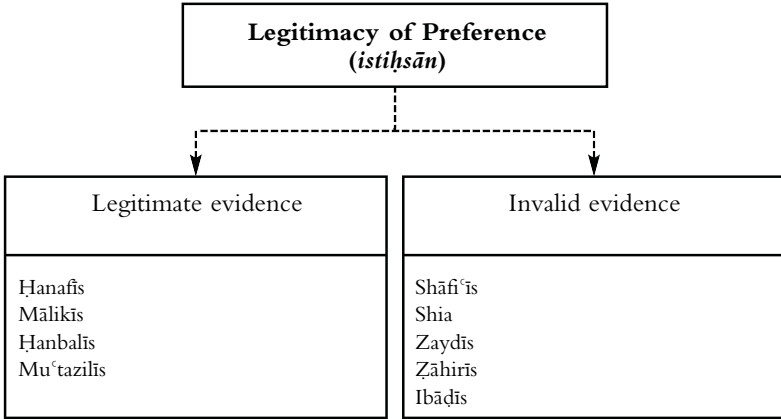 Legitimacy of Preference
(istiḥsān)
Legitimate evidence
Ḥanafīs
Mālikīs
Ḥanbalīs
Muʿtazilīs
Invalid evidence
Shāfiʿīs
Shia
Zaydīs
Ẓāhirīs
Ibāḍīs